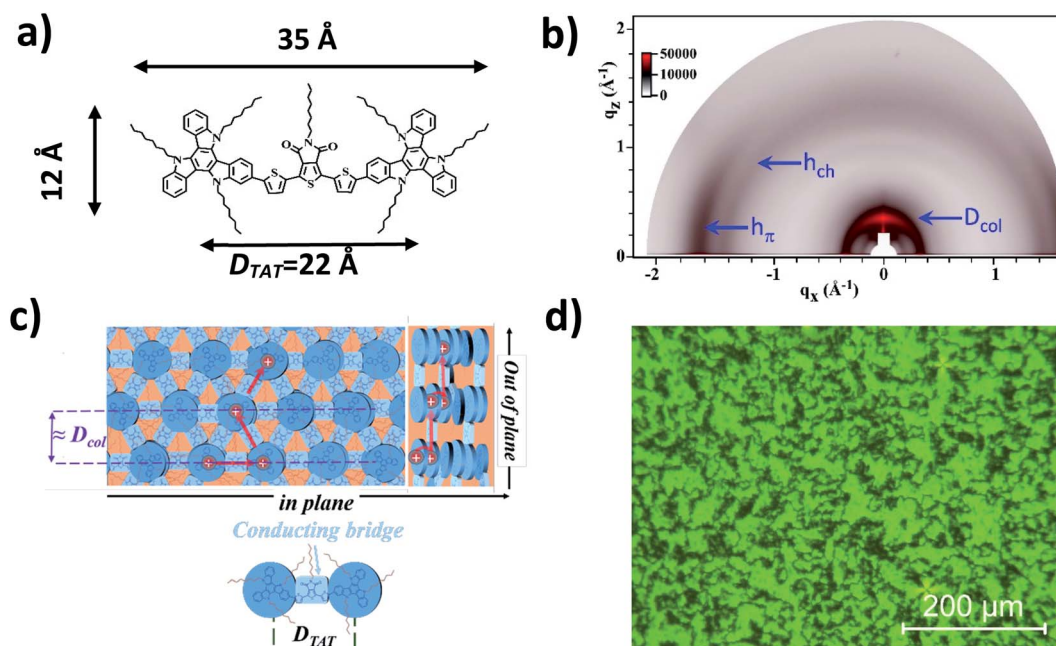 a)
35 Å
12 Å
N
O
N
O
N
N
N
N
N
S
S
S
D_TAT=22 Å
b)
50000
10000
0
q_z (Å⁻¹)
2
1
0
h_ch
h_π
D_col
-2
-1
0
1
q_x (Å⁻¹)
c)
≈ D_col
Out of plane
in plane
Conducting bridge
D_TAT
d)
200 μm